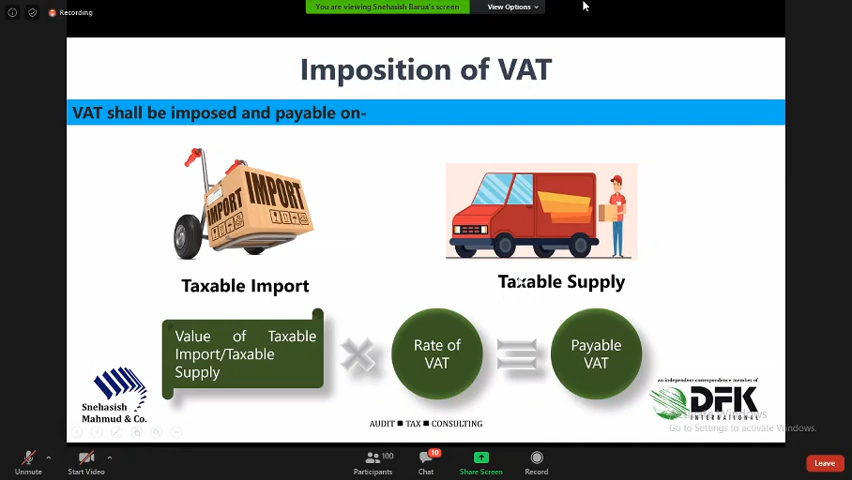 Recording
You are viewing Snehasish Barua's screen
View Options
Imposition of VAT
VAT shall be imposed and payable on-
IMPORT
IMPORT
Taxable Import
Taxable Supply
Value of Taxable
Import/Taxable
Supply
Rate of
VAT
Payable
VAT
Snehasish
Mahmud & Co.
an independent correspondence member of
DFK
INTERNATIONAL
AUDIT ■ TAX ■ CONSULTING
Go to Settings to activate Windows.
Unmute
Start Video
100
Participants
10
Chat
Share Screen
Record
Leave